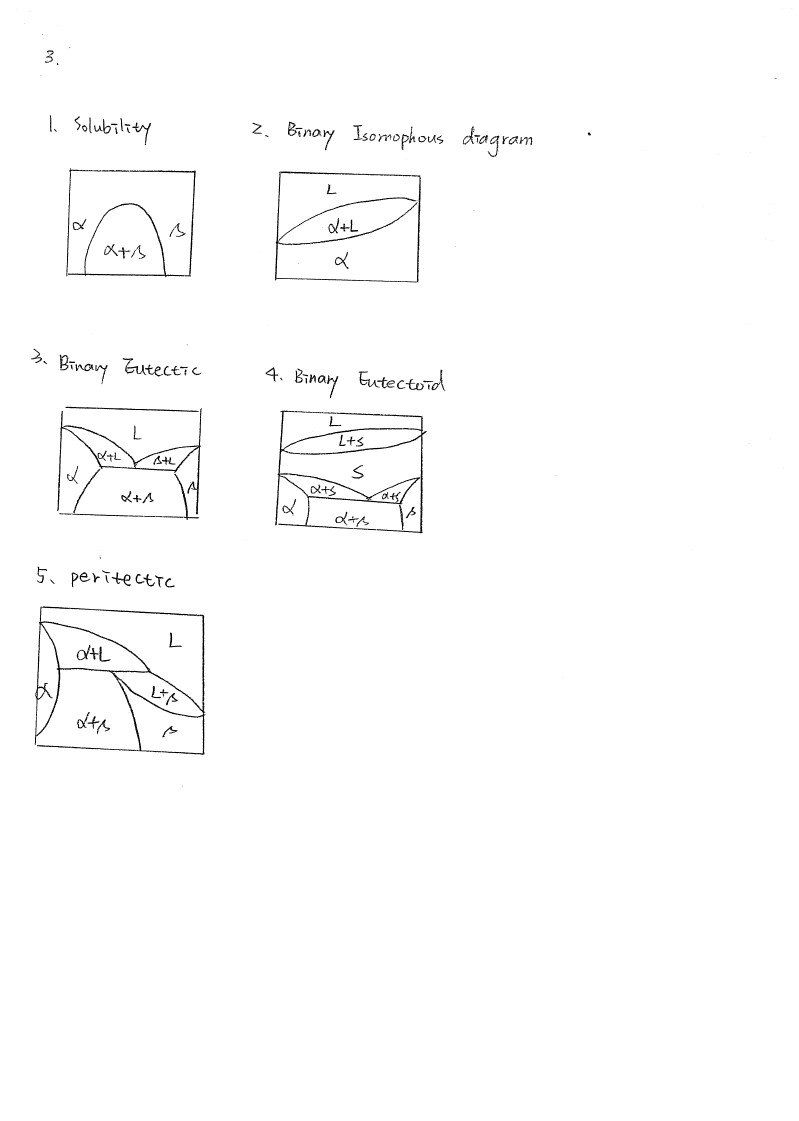 3.
1. Solubility
2. Binary Isomophous diagram
α
α+β
β
L
α+L
α
3. Binary Eutectic
4. Binary Eutectoid
L
α+L
β+L
α
α+β
β
L
L+S
S
α+S
α+S
α
α+β
β
5. peritectic
L
α+L
α
L+β
α+β
β